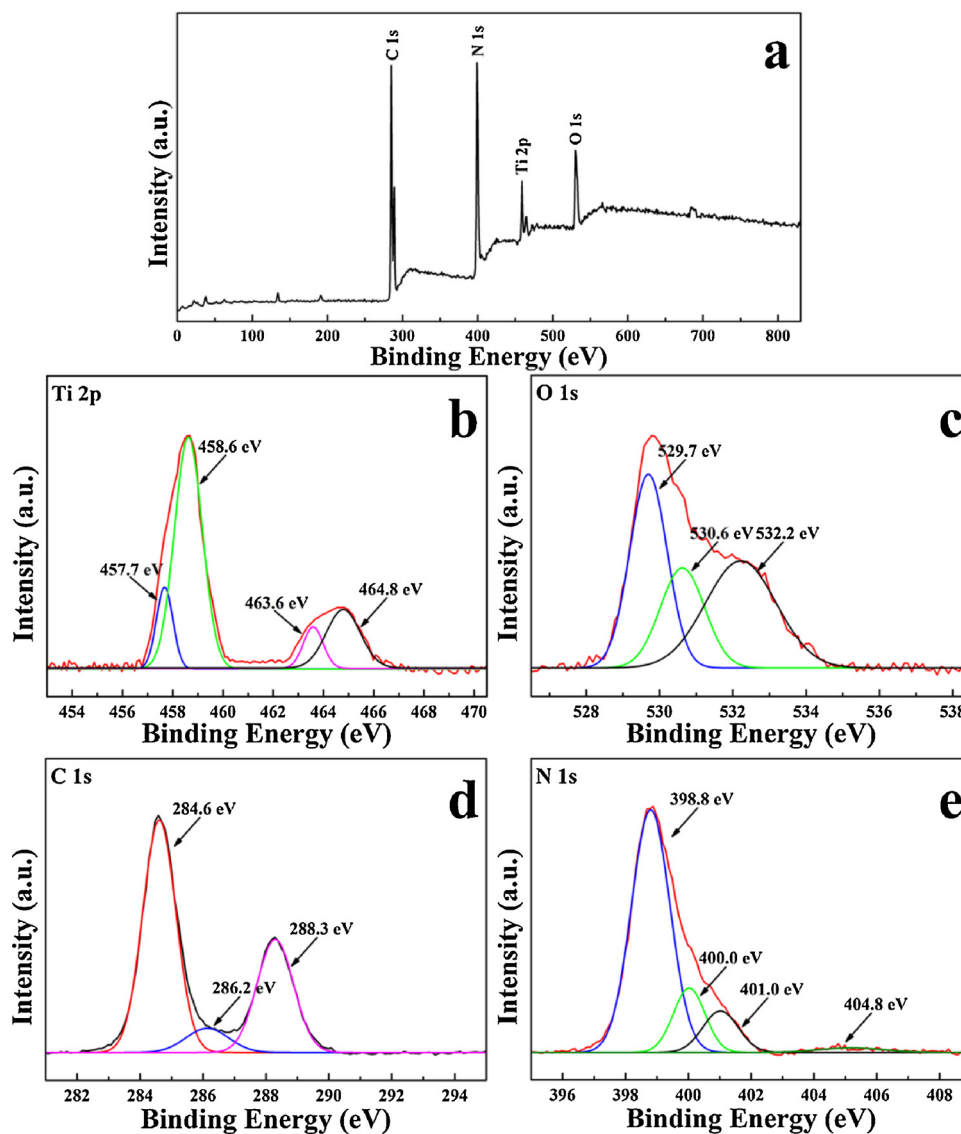 a
C 1s
N 1s
Ti 2p
O 1s
Intensity (a.u.)
0 100 200 300 400 500 600 700 800
Binding Energy (eV)
Ti 2p
b
458.6 eV
457.7 eV
463.6 eV
464.8 eV
Intensity (a.u.)
454 456 458 460 462 464 466 468 470
Binding Energy (eV)
O 1s
c
529.7 eV
530.6 eV
532.2 eV
Intensity (a.u.)
528 530 532 534 536 538
Binding Energy (eV)
C 1s
d
284.6 eV
286.2 eV
288.3 eV
Intensity (a.u.)
282 284 286 288 290 292 294
Binding Energy (eV)
N 1s
e
398.8 eV
400.0 eV
401.0 eV
404.8 eV
Intensity (a.u.)
396 398 400 402 404 406 408
Binding Energy (eV)